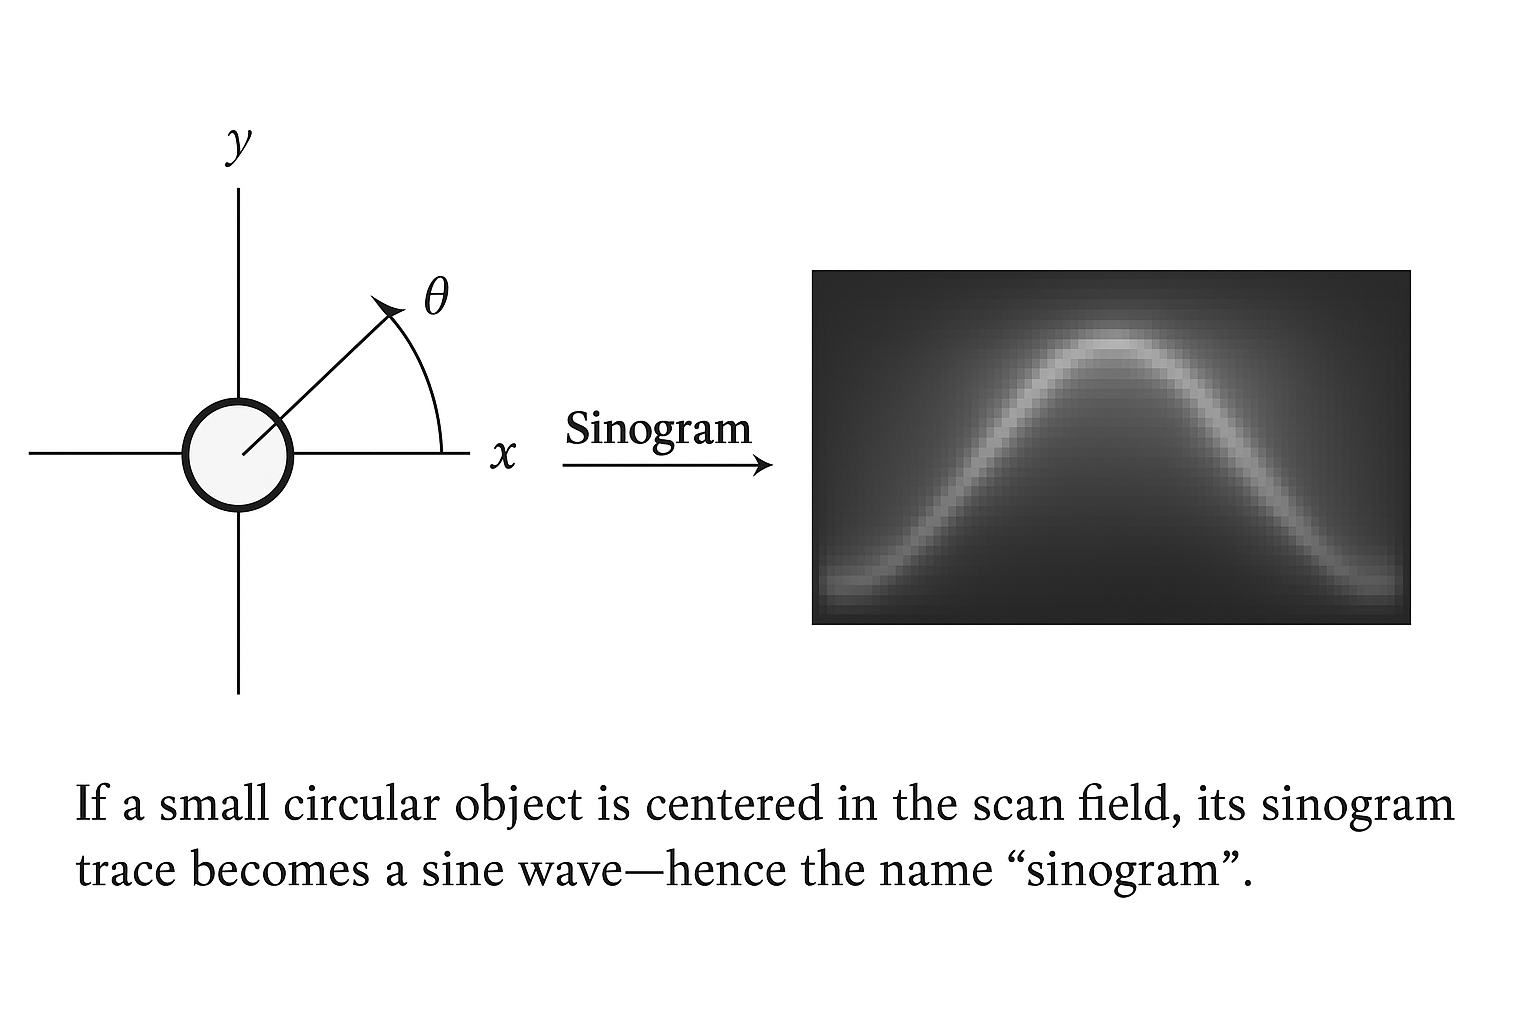 y
θ
x
Sinogram
If a small circular object is centered in the scan field, its sinogram
trace becomes a sine wave—hence the name “sinogram”.